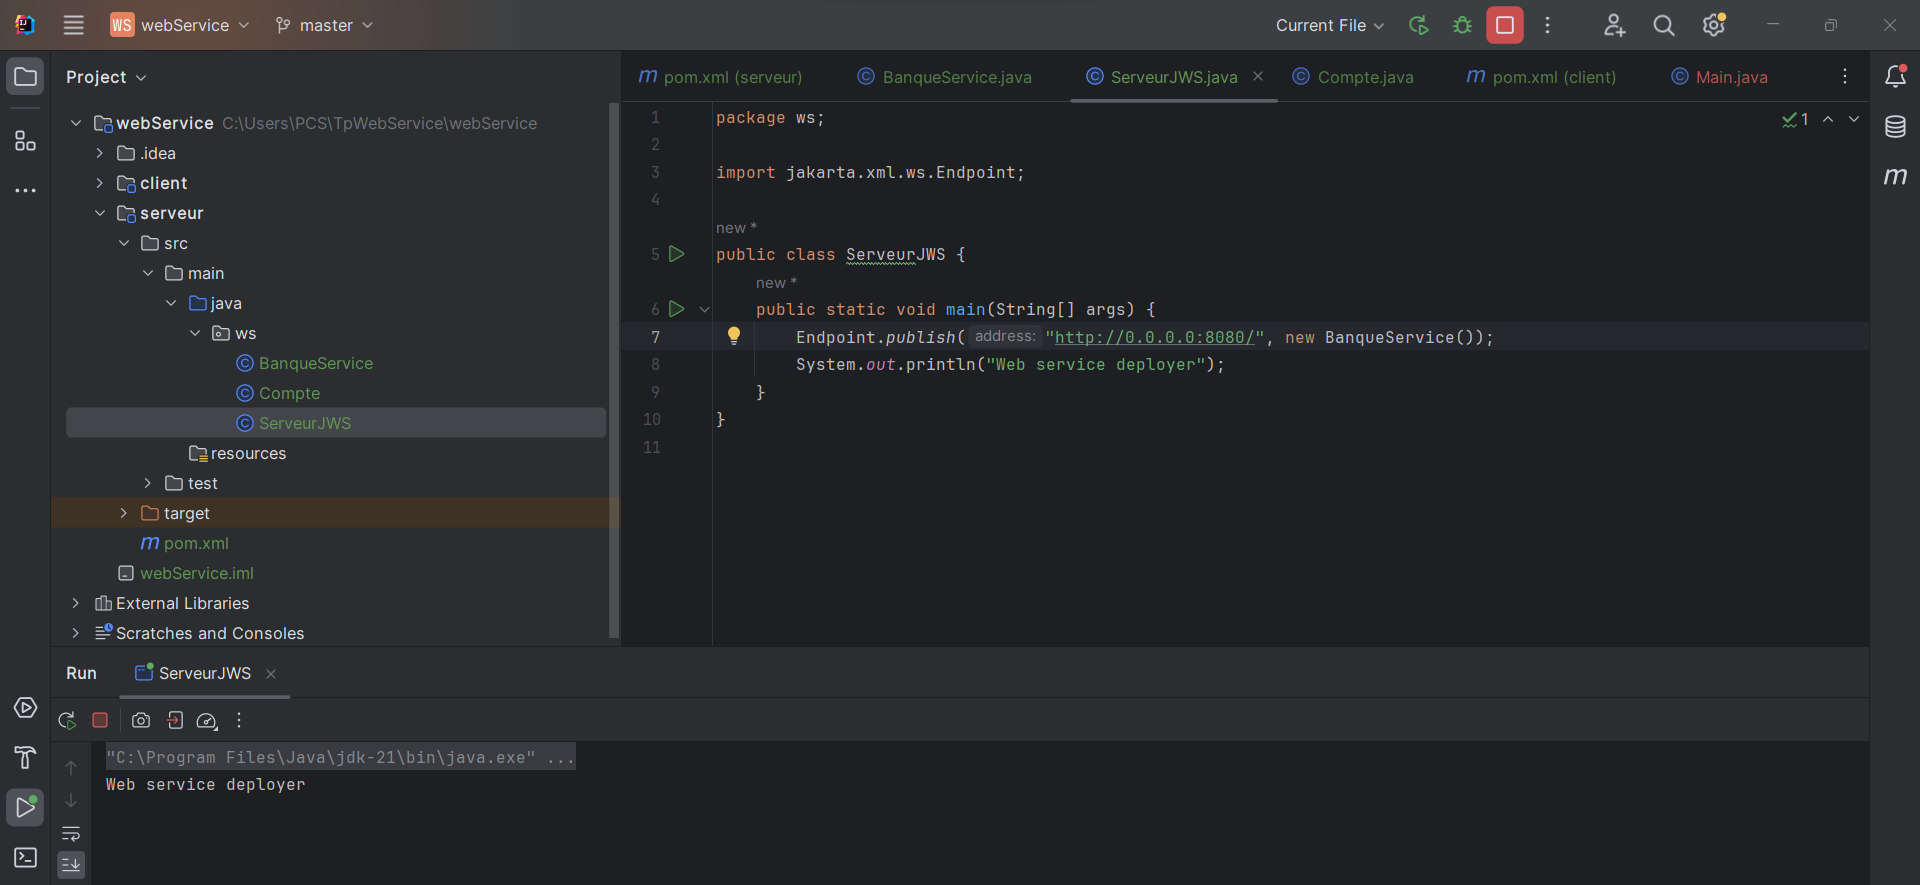 WS webService master Current File
Project
pom.xml (serveur) BanqueService.java ServeurJWS.java Compte.java pom.xml (client) Main.java
webService C:\Users\PCS\TpWebService\webService
.idea
client
serveur
src
main
java
ws
BanqueService
Compte
ServeurJWS
resources
test
target
pom.xml
webService.iml
External Libraries
Scratches and Consoles
1 package ws;
2
3 import jakarta.xml.ws.Endpoint;
4
new *
5 public class ServeurJWS {
new *
6 public static void main(String[] args) {
7 Endpoint.publish( address: "http://0.0.0.0:8080/", new BanqueService());
8 System.out.println("Web service deployer");
9 }
10 }
11
1
Run ServeurJWS
"C:\Program Files\Java\jdk-21\bin\java.exe" ...
Web service deployer